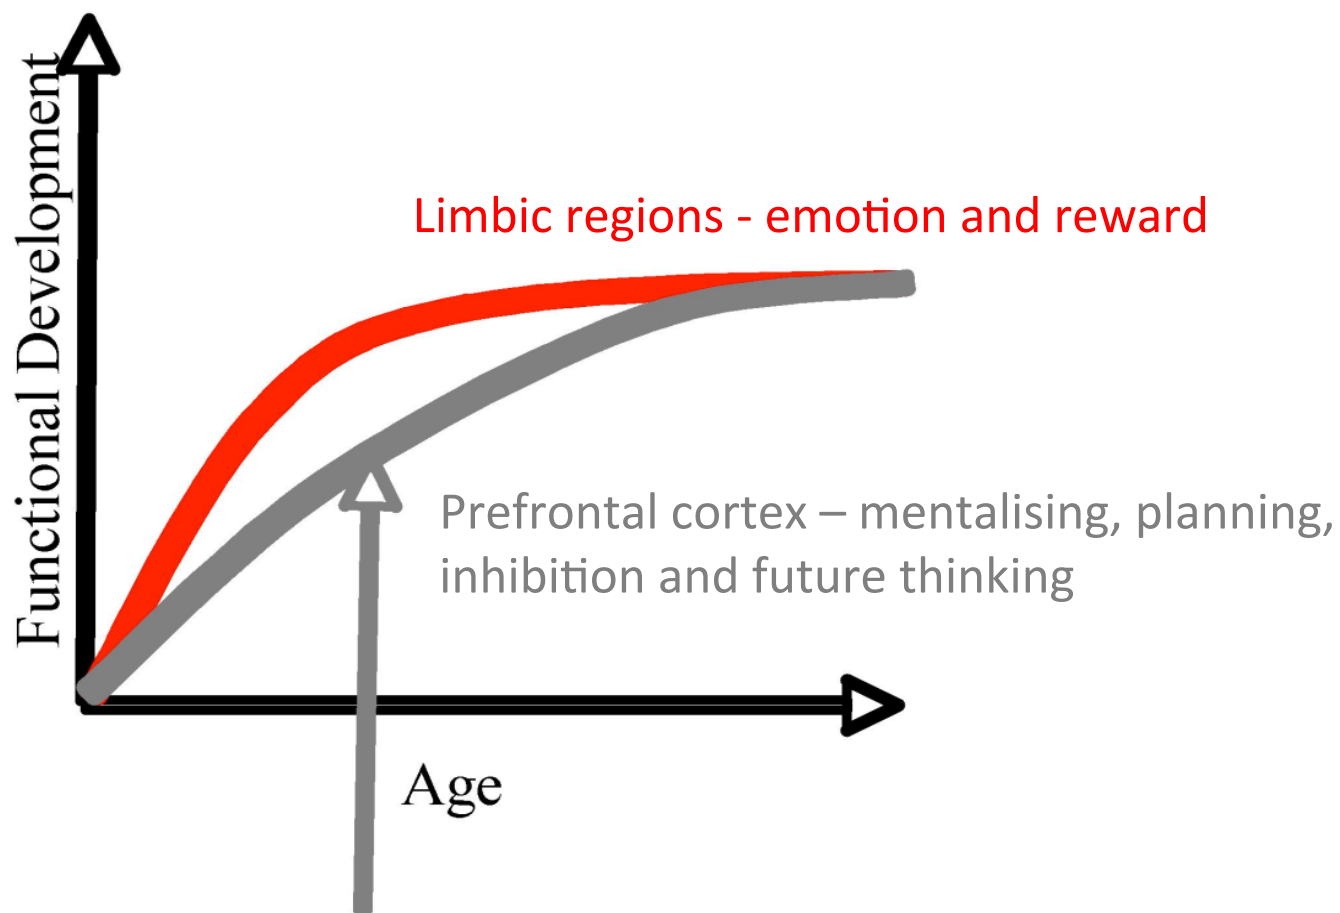 Functional Development
Limbic regions - emotion and reward
Prefrontal cortex – mentalising, planning,
inhibition and future thinking
Age